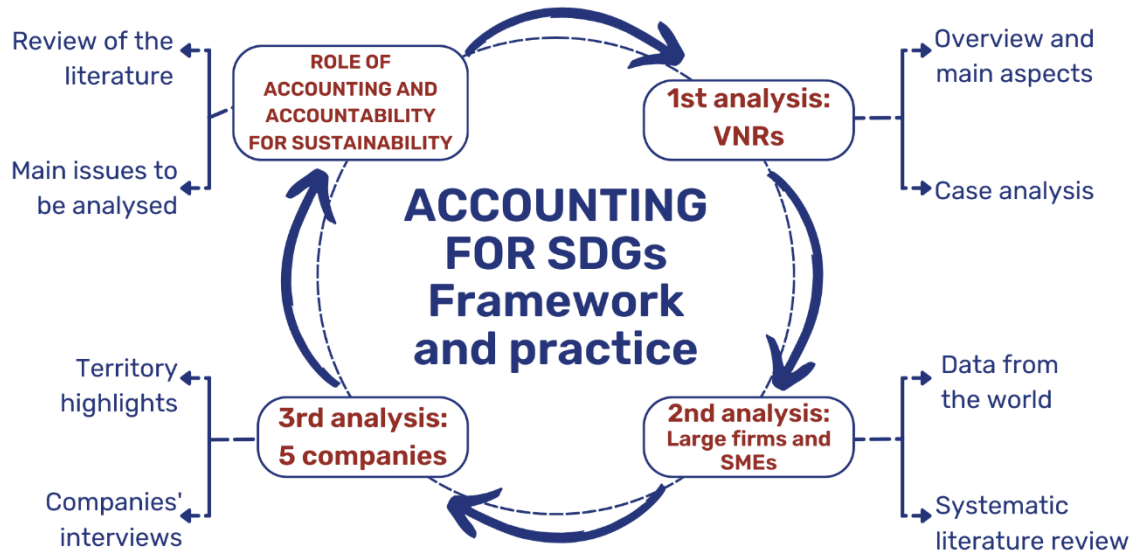 Review of the
literature
Main issues to
be analysed
ROLE OF
ACCOUNTING AND
ACCOUNTABILITY
FOR SUSTAINABILITY
1st analysis:
VNRs
Overview and
main aspects
Case analysis
ACCOUNTING
FOR SDGs
Framework
and practice
Territory
highlights
Companies'
interviews
3rd analysis:
5 companies
2nd analysis:
Large firms and
SMEs
Data from
the world
Systematic
literature review